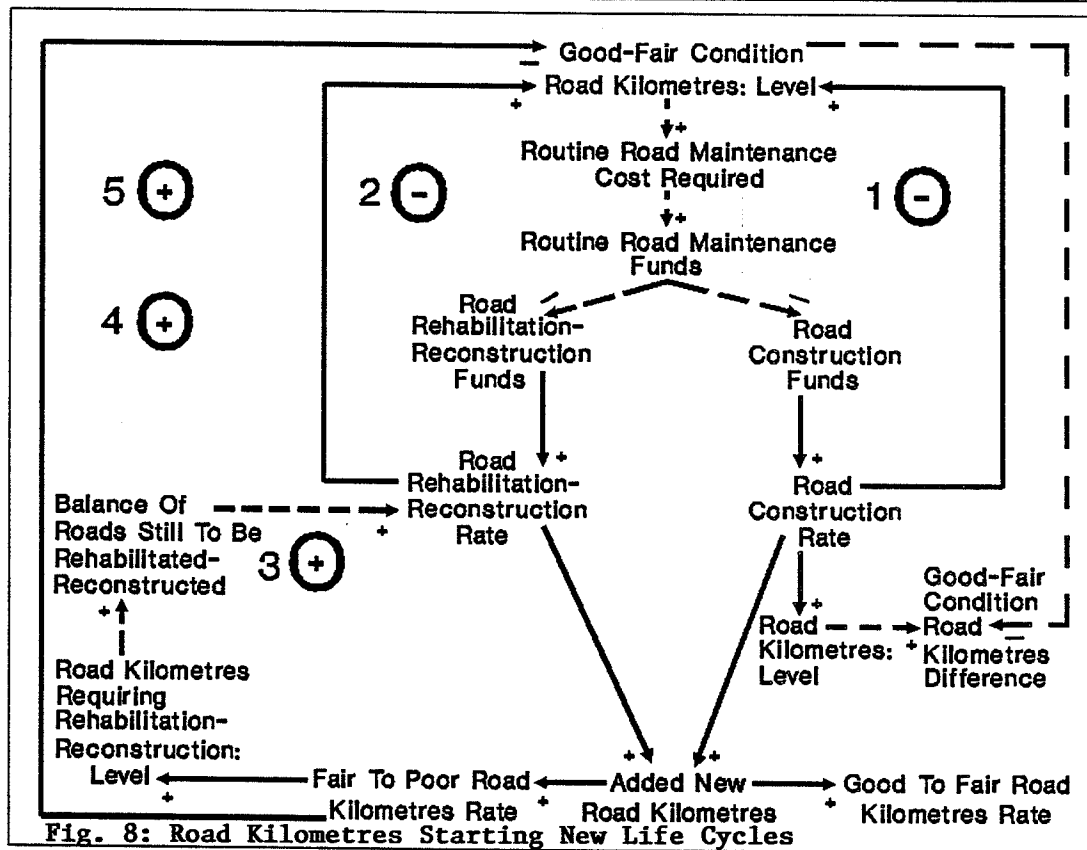 Good-Fair Condition
Road Kilometres: Level
Routine Road Maintenance
Cost Required
Routine Road Maintenance
Funds
5 +
2 -
1 -
4 +
Road
Rehabilitation-
Reconstruction
Funds
Road
Construction
Funds
Road
Rehabilitation-
Reconstruction
Rate
Road
Construction
Rate
Balance Of
Roads Still To Be
Rehabilitated-
Reconstructed
3 +
Good-Fair
Condition
Road
Kilometres
Difference
Road
Kilometres:
Level
Road Kilometres
Requiring
Rehabilitation-
Reconstruction:
Level
Fair To Poor Road
Kilometres Rate
Added New
Road Kilometres
Good To Fair Road
Kilometres Rate
Fig. 8: Road Kilometres Starting New Life Cycles